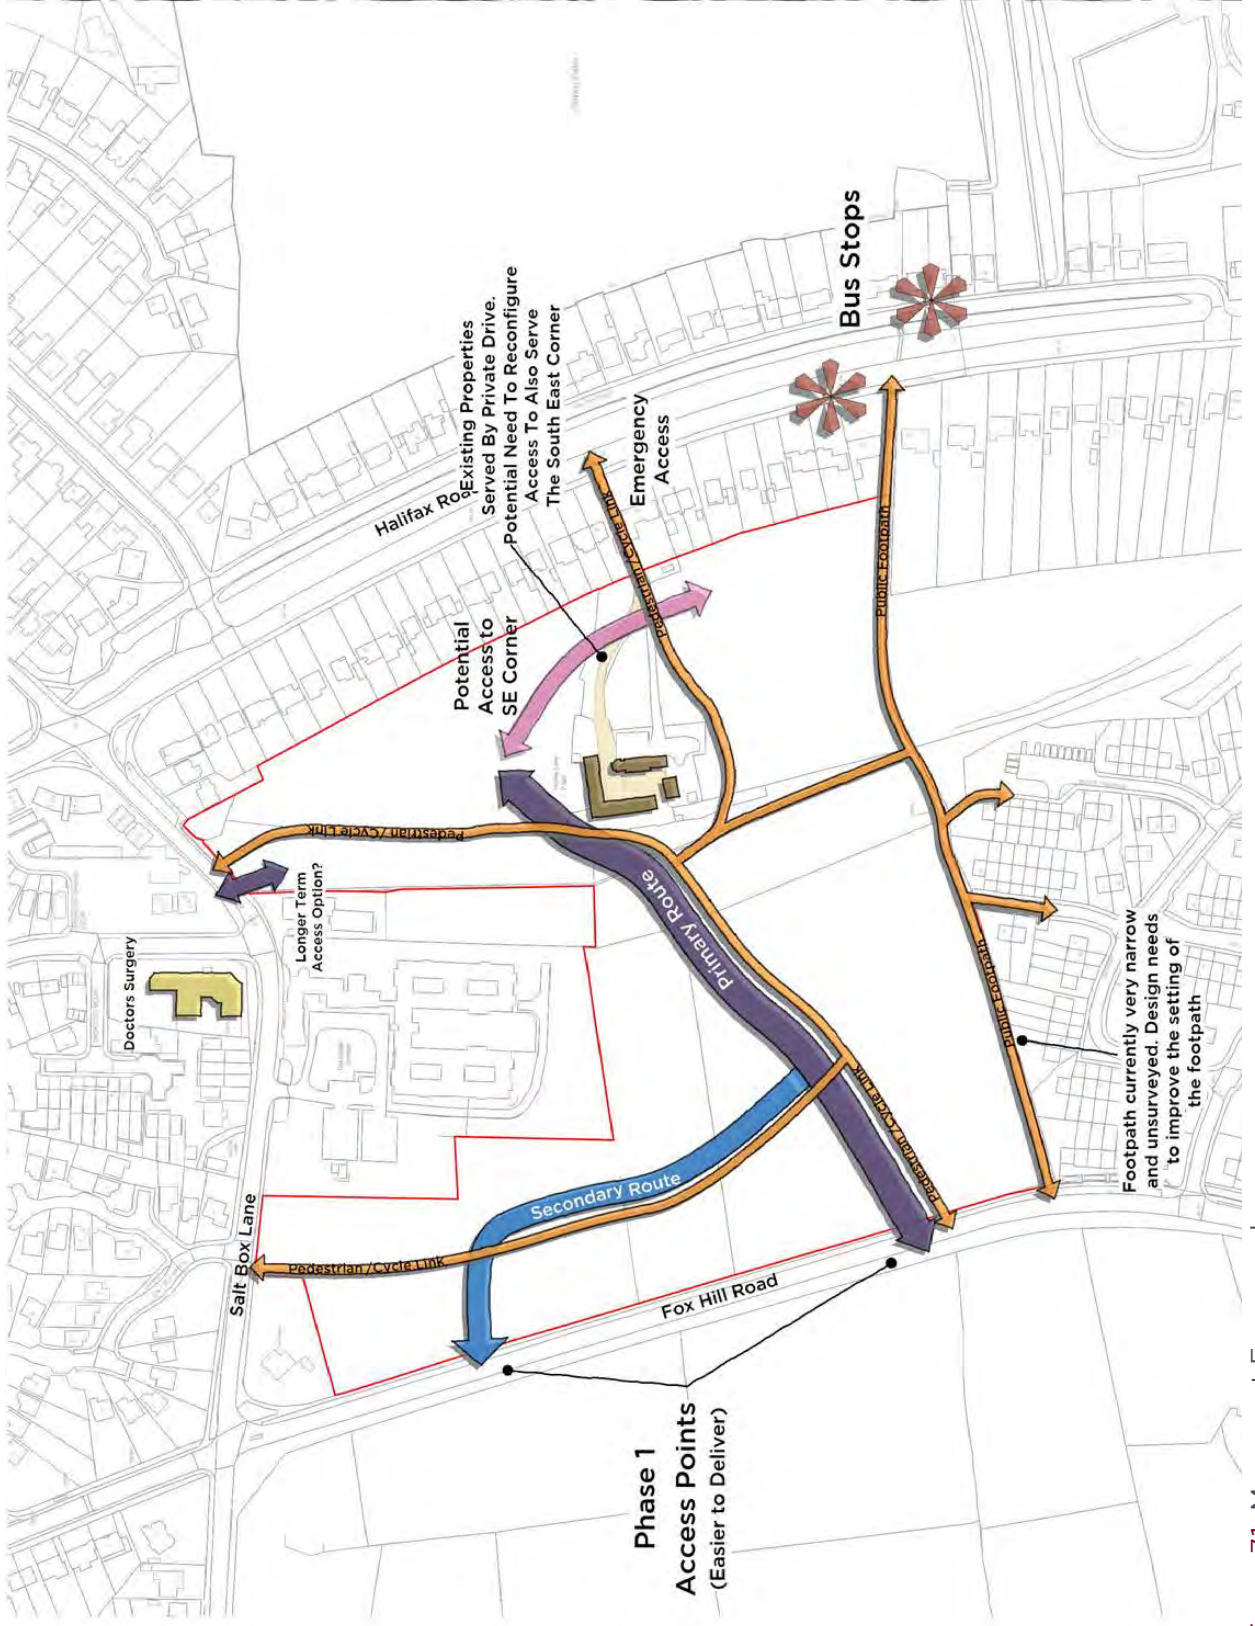 Salt Box Lane
Doctors Surgery
Longer Term
Access Option?
Halifax Roa
Existing Properties
Served By Private Drive.
Potential Need To Reconfigure
Access To Also Serve
The South East Corner
Potential
Access to
SE Corner
Emergency
Access
Bus Stops
Pedestrian /Cycle Link
Pedestrian /Cycle Link
Pedestrian /Cycle Link
Pedestrian /Cycle Link
Primary Route
Secondary Route
Public Footpath
Public Footpath
Fox Hill Road
Phase 1
Access Points
(Easier to Deliver)
Footpath currently very narrow
and unsurveyed. Design needs
to improve the setting of
the footpath